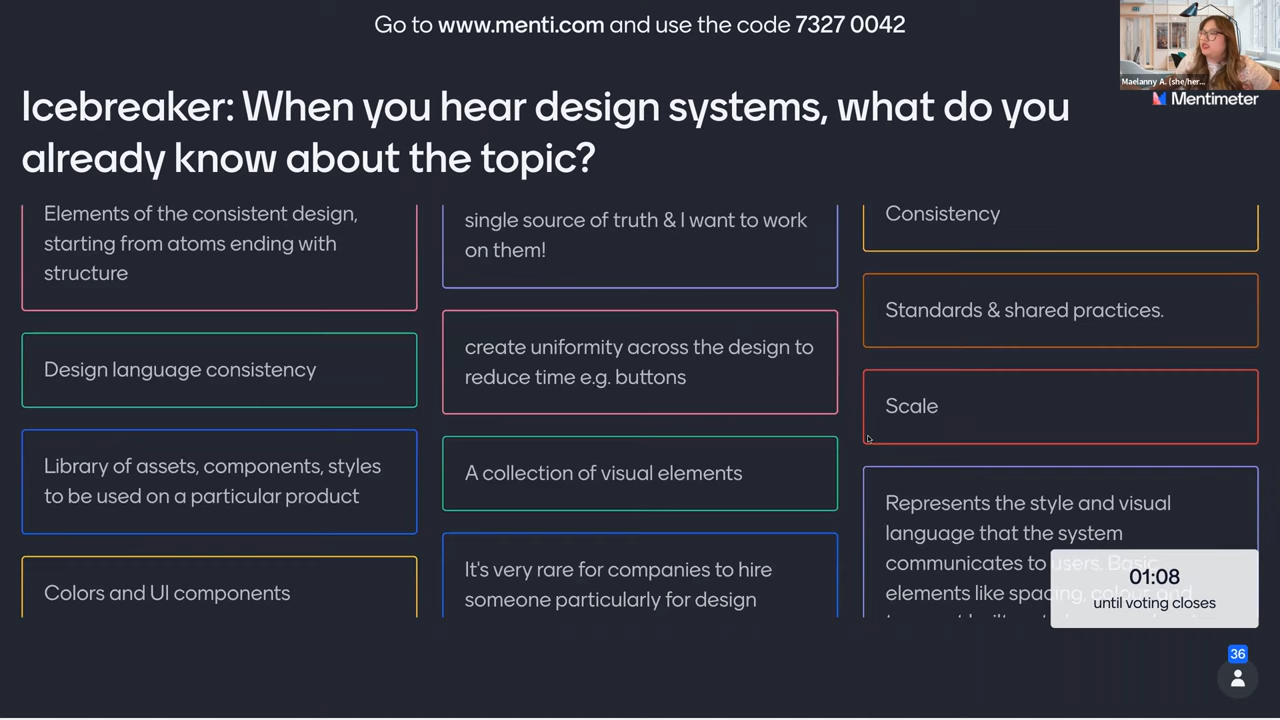 Go to www.menti.com and use the code 7327 0042
Maelanny A. (she/her...
Mentimeter
Icebreaker: When you hear design systems, what do you
already know about the topic?
Elements of the consistent design,
starting from atoms ending with
structure
Design language consistency
Library of assets, components, styles
to be used on a particular product
Colors and UI components
single source of truth & I want to work
on them!
create uniformity across the design to
reduce time e.g. buttons
A collection of visual elements
It's very rare for companies to hire
someone particularly for design
Consistency
Standards & shared practices.
Scale
Represents the style and visual
language that the system
communicates to users. Basic
elements like spacing, colour and
01:08
until voting closes
36